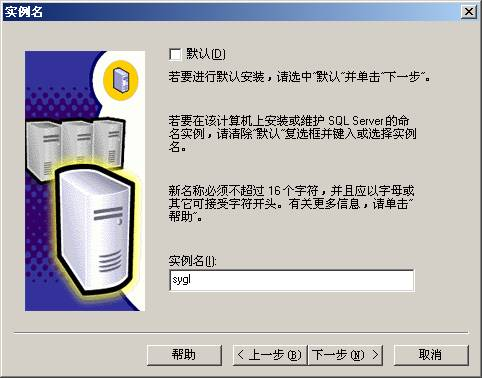 实例名
默认(D)
若要进行默认安装，请选中"默认"并单击"下一步"。
若要在该计算机上安装或维护 SQL Server 的命
名实例，请清除"默认"复选框并键入或选择实例
名。
新名称必须不超过 16 个字符，并且应以字母或
其它可接受字符开头。有关更多信息，请单击"
帮助"。
实例名(I):
sygl
帮助 < 上一步(B) 下一步(N) > 取消